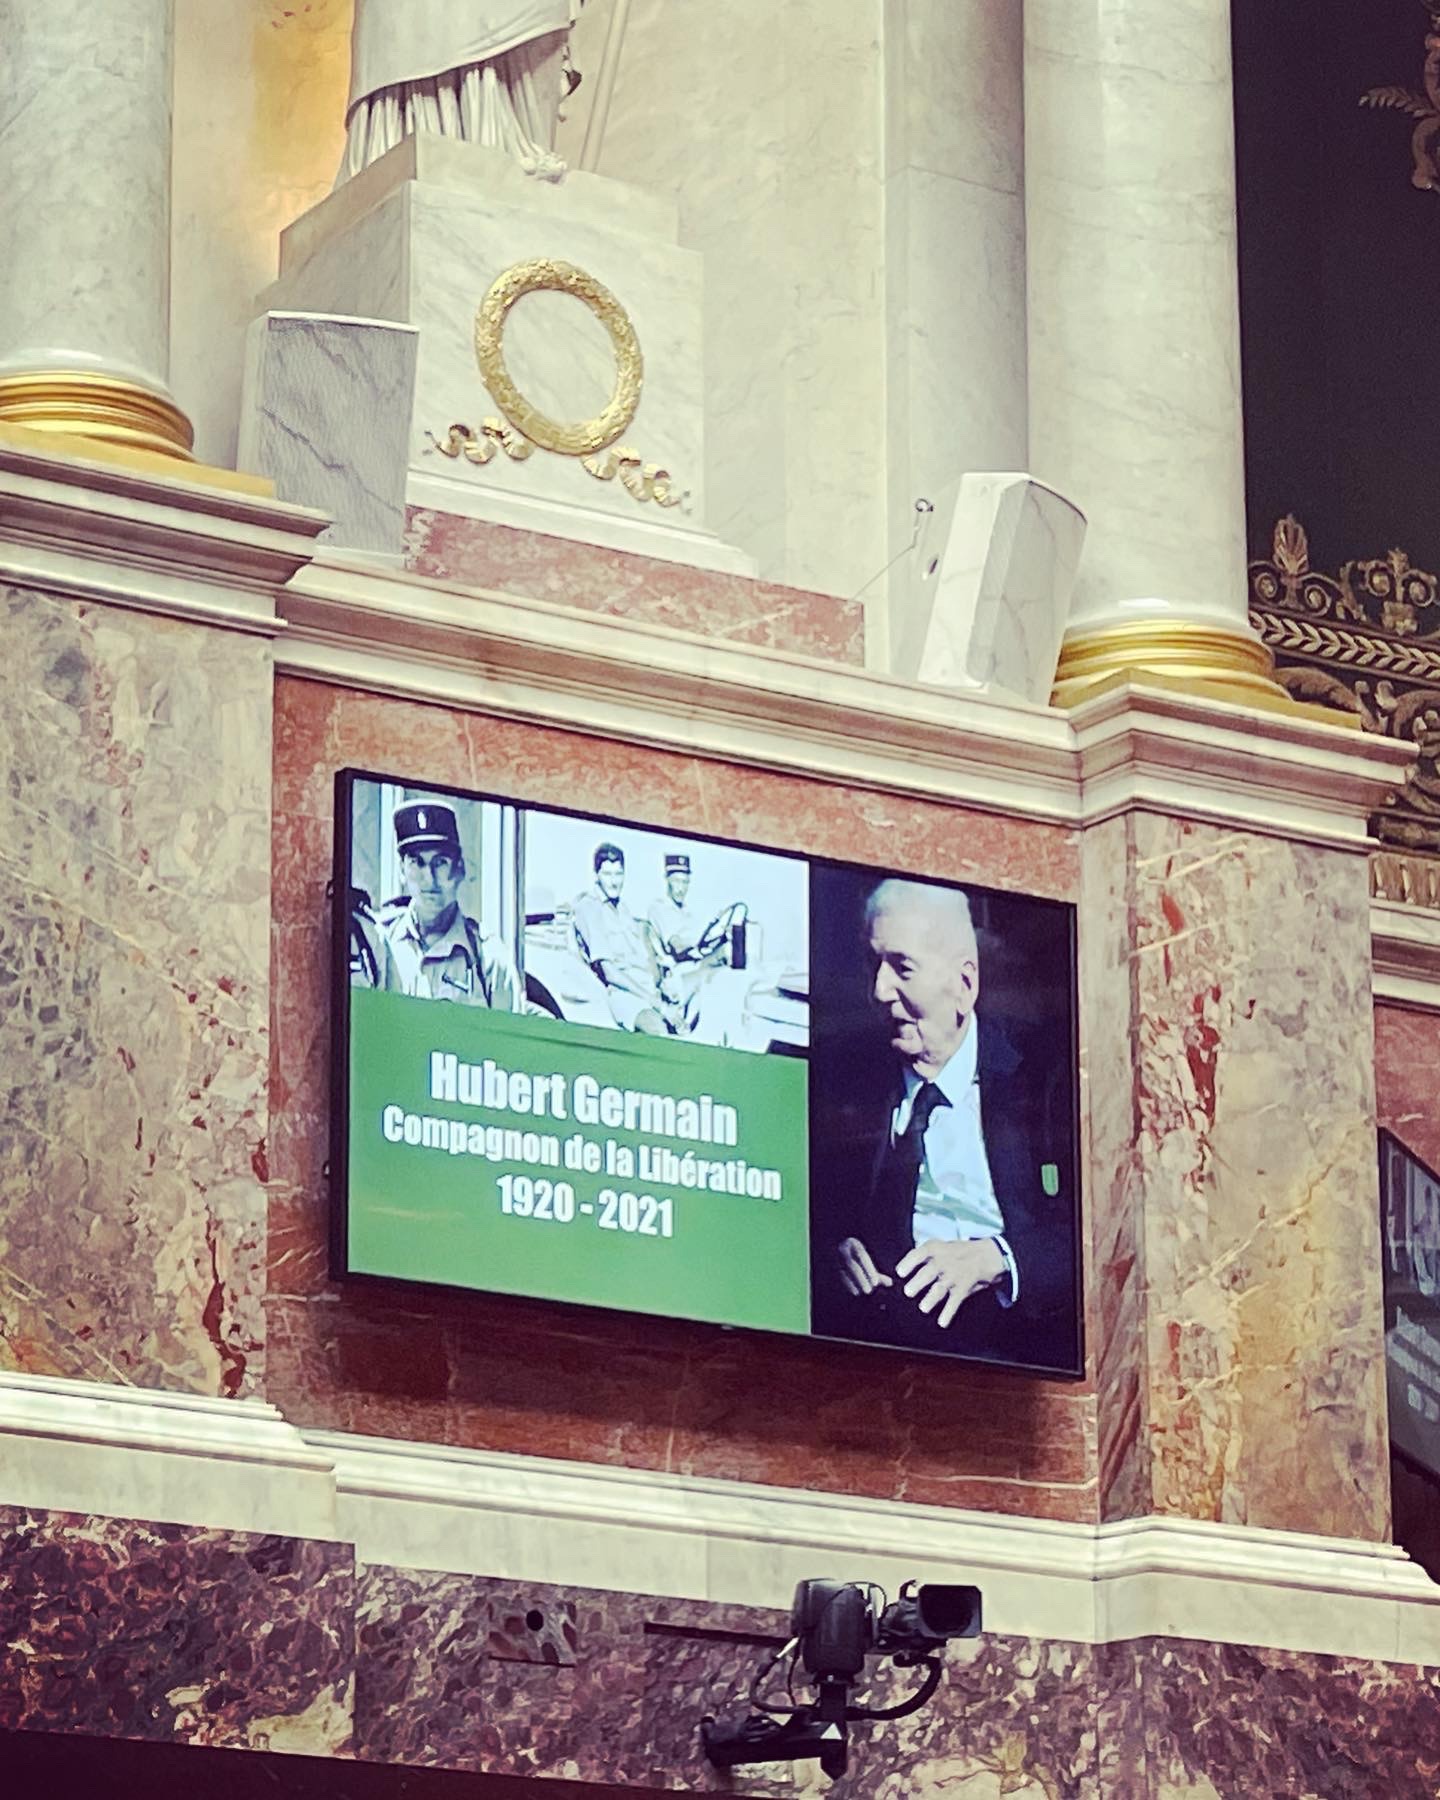 Hubert Germain
Compagnon de la Libération
1920 - 2021